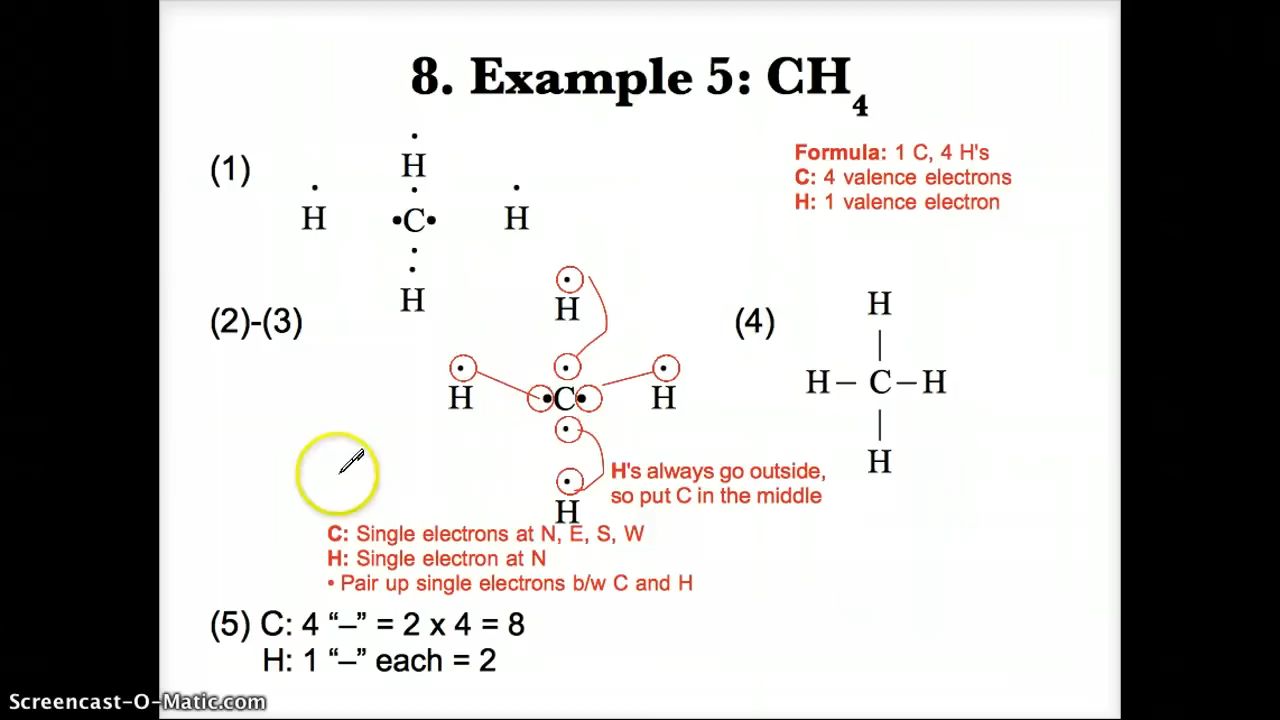 8. Example 5: CH₄
(1)
H
H •C• H
H
Formula: 1 C, 4 H's
C: 4 valence electrons
H: 1 valence electron
(2)-(3)
H
H •C• H
H
H's always go outside,
so put C in the middle
C: Single electrons at N, E, S, W
H: Single electron at N
• Pair up single electrons b/w C and H
(4)
H
|
H – C – H
|
H
(5) C: 4 “–” = 2 x 4 = 8
H: 1 “–” each = 2
Screencast-O-Matic.com